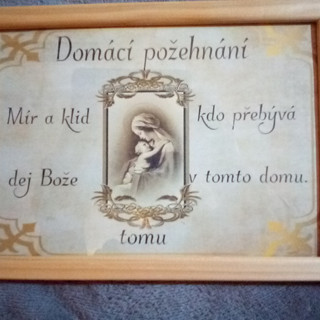 Domácí požehnání
Mír a klid kdo přebývá
dej Bože v tomto domu.
tomu